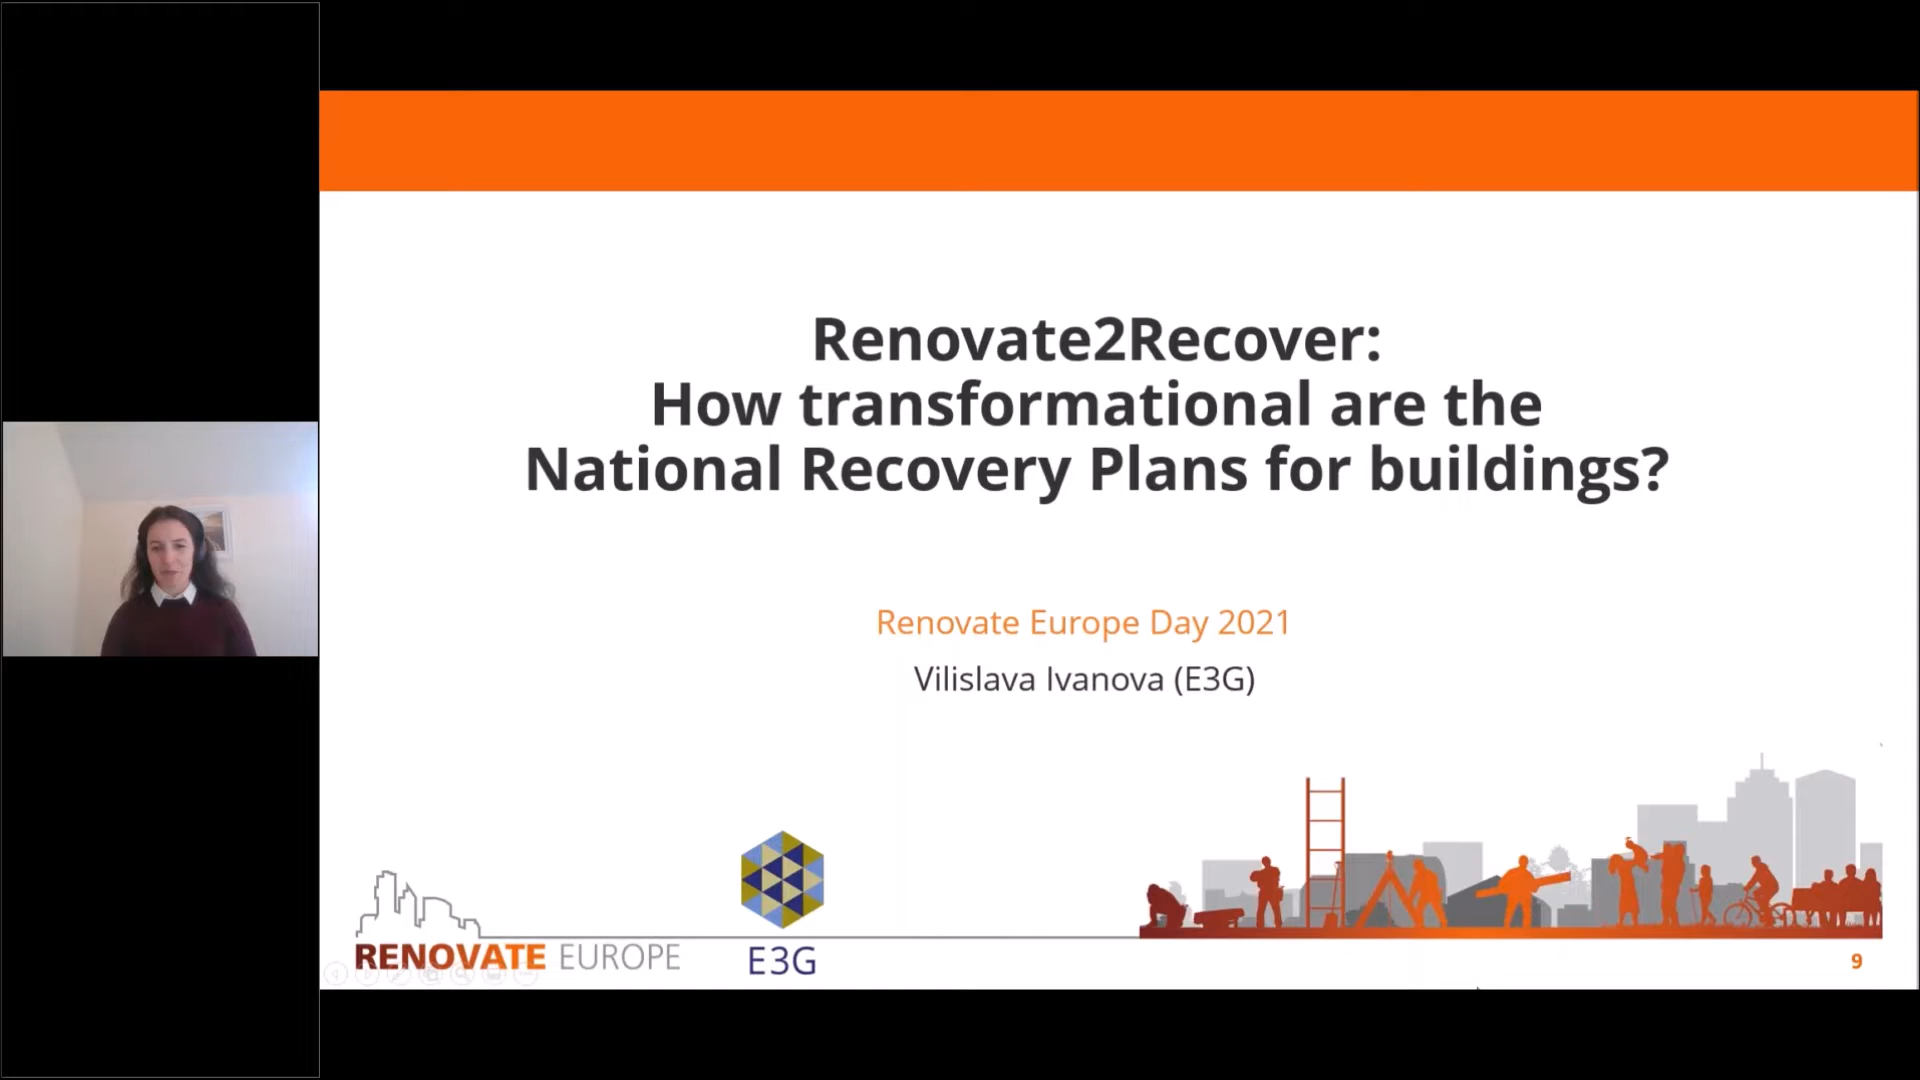 Renovate2Recover:
How transformational are the
National Recovery Plans for buildings?
Renovate Europe Day 2021
Vilislava Ivanova (E3G)
RENOVATE EUROPE
E3G
9